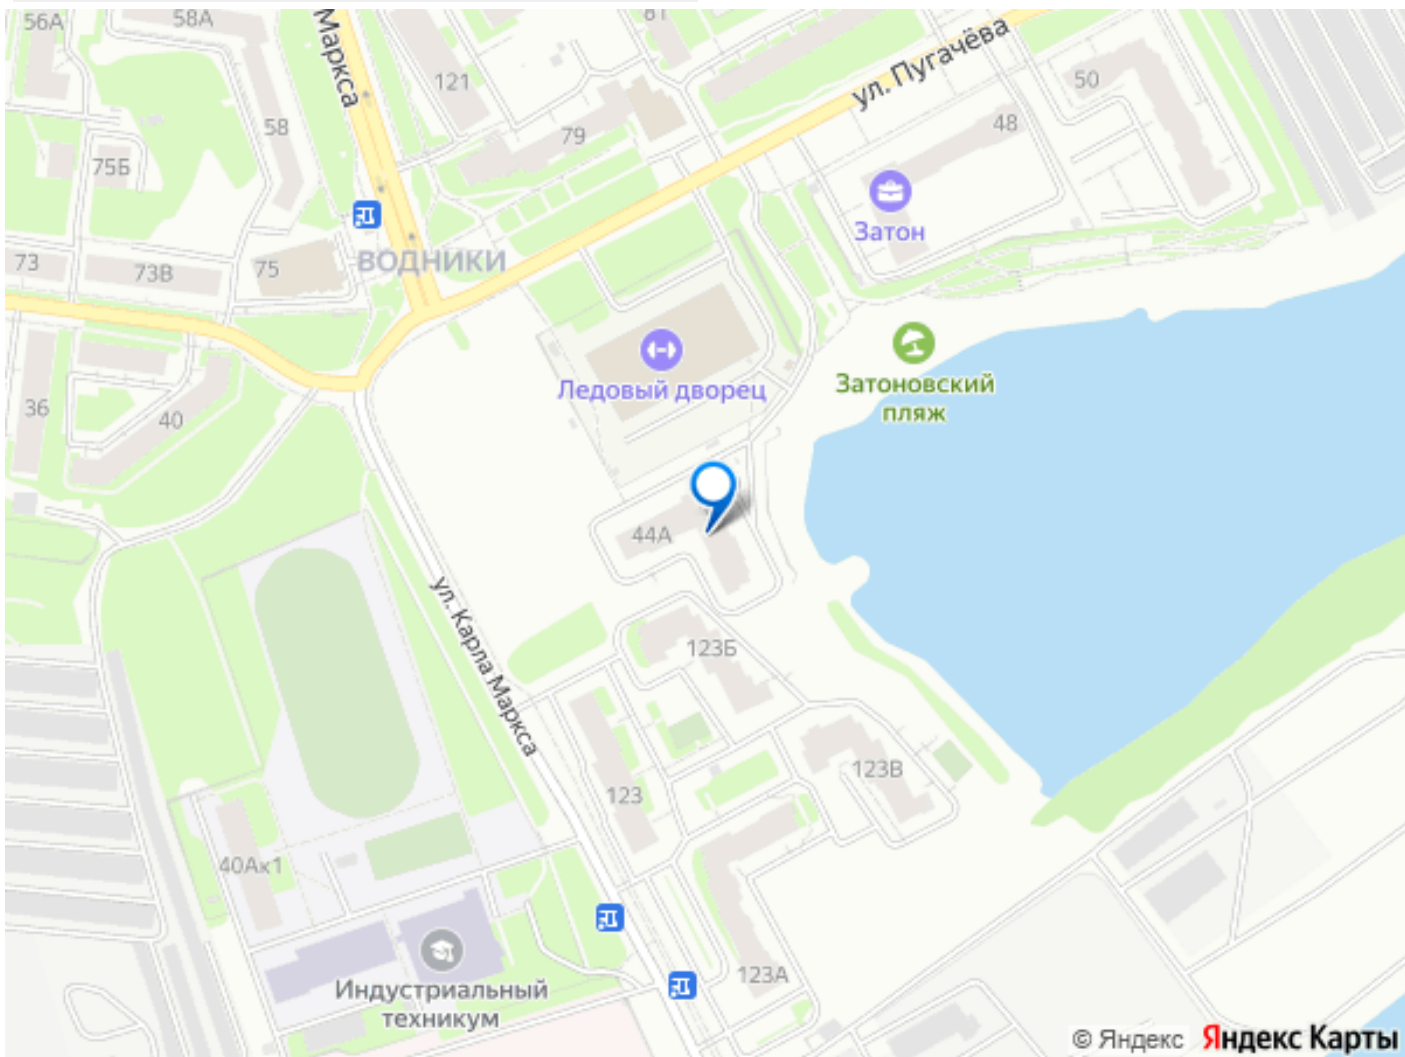 56А
58А
81
Маркса
121
ул. Пугачёва
50
58
79
48
75Б
Затон
73
73В
75
ВОДНИКИ
Ледовый дворец
Затоновский
пляж
36
40
44А
ул. Карла Маркса
123Б
123В
123
40Ак1
123А
Индустриальный
техникум
© Яндекс Яндекс Карты